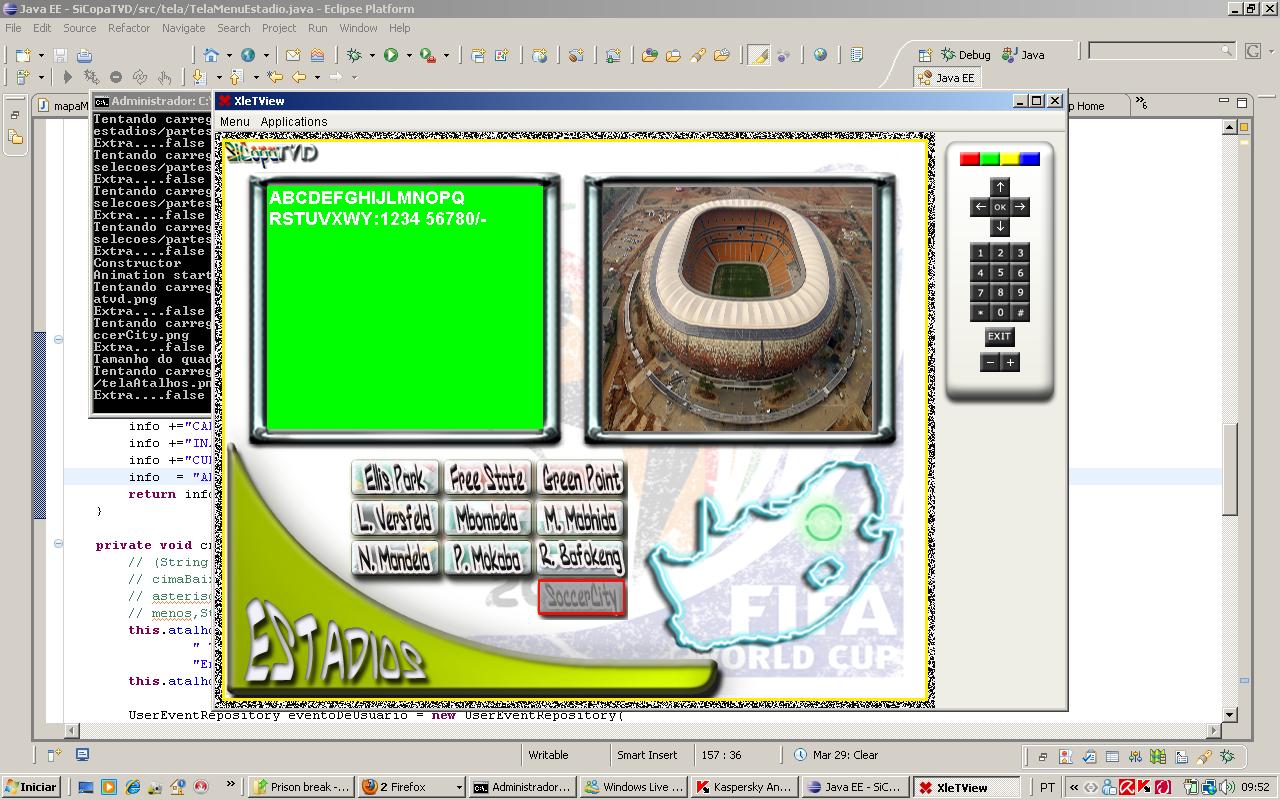 Java EE - SiCopaTVD/src/tela/TelaMenuEstadio.java - Eclipse Platform
File Edit Source Refactor Navigate Search Project Run Window Help
Debug Java
Java EE
mapaM
Administrador: C:\
XleTView
p Home
Menu Applications
Tentando carreg
estadios/partes
Extra....false
Tentando carreg
selecoes/partes
Extra....false
Tentando carreg
selecoes/partes
Extra....false
Tentando carreg
selecoes/partes
Extra....false
Constructor
Animation start
Tentando carreg
atvd.png
Extra....false
Tentando carreg
ccerCity.png
Extra....false
Tamanho do quad
Tentando carreg
/telaAtalhos.pn
Extra....false
SiCopaTVD
ABCDEFGHIJLMNOPQ
RSTUVXWY:1234 56780/-
OK
1 2 3
4 5 6
7 8 9
* 0 #
EXIT
- +
Ellis Park Free State Green Point
L. Versfeld Mbombela M. Mabhida
N. Mandela P. Mokaba R. Bafokeng
SoccerCity
ESTADIOS
FIFA
WORLD CUP
info +="CA
info +="IN
info +="CU
info = "A
return info
}
private void c
// (String
// cimaBai
// asteris
// menos,S
this.atalh
"
"E
this.atalh
UserEventRepository eventoDeUsuario = new UserEventRepository(
Writable Smart Insert 157 : 36 Mar 29: Clear
Iniciar Prison break -... 2 Firefox Administrador... Windows Live ... Kaspersky An... Java EE - SiC... XleTView PT 09:52